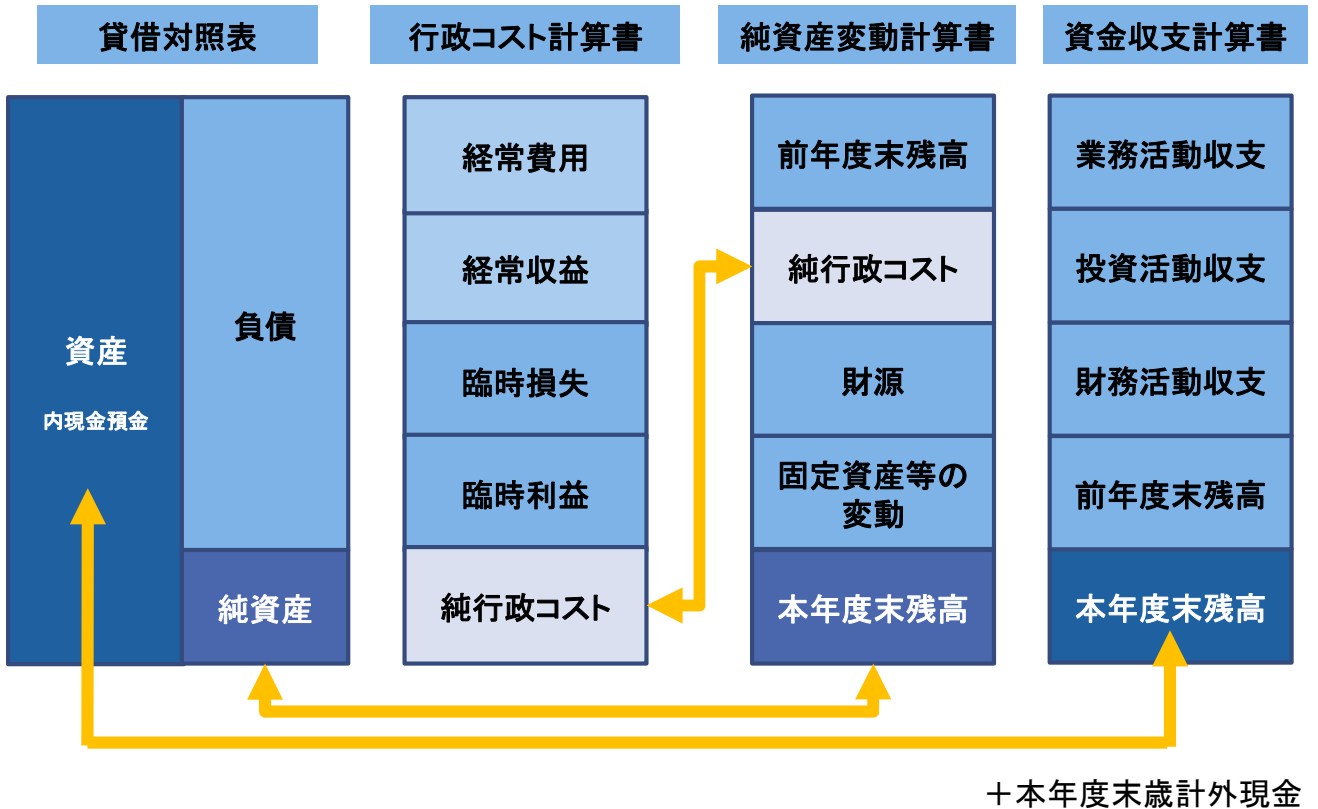 貸借対照表
資産
内現金預金
負債
純資産
行政コスト計算書
経常費用
経常収益
臨時損失
臨時利益
純行政コスト
純資産変動計算書
前年度末残高
純行政コスト
財源
固定資産等の
変動
本年度末残高
資金収支計算書
業務活動収支
投資活動収支
財務活動収支
前年度末残高
本年度末残高
＋本年度末歳計外現金